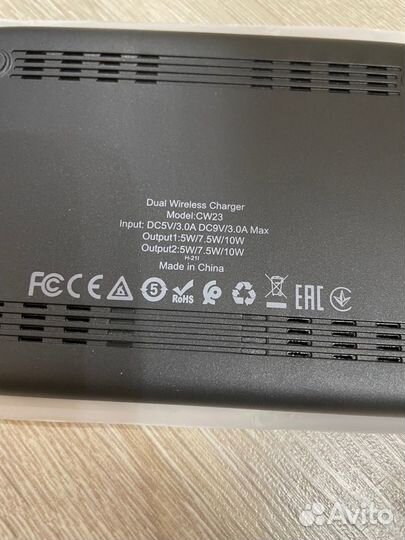 Dual Wireless Charger
Model:CW23
Input: DC5V/3.0A DC9V/3.0A Max
Output1:5W/7.5W/10W
Output2:5W/7.5W/10W
H-211
Made in China
FC CE 5 RoHS EAC
Avito